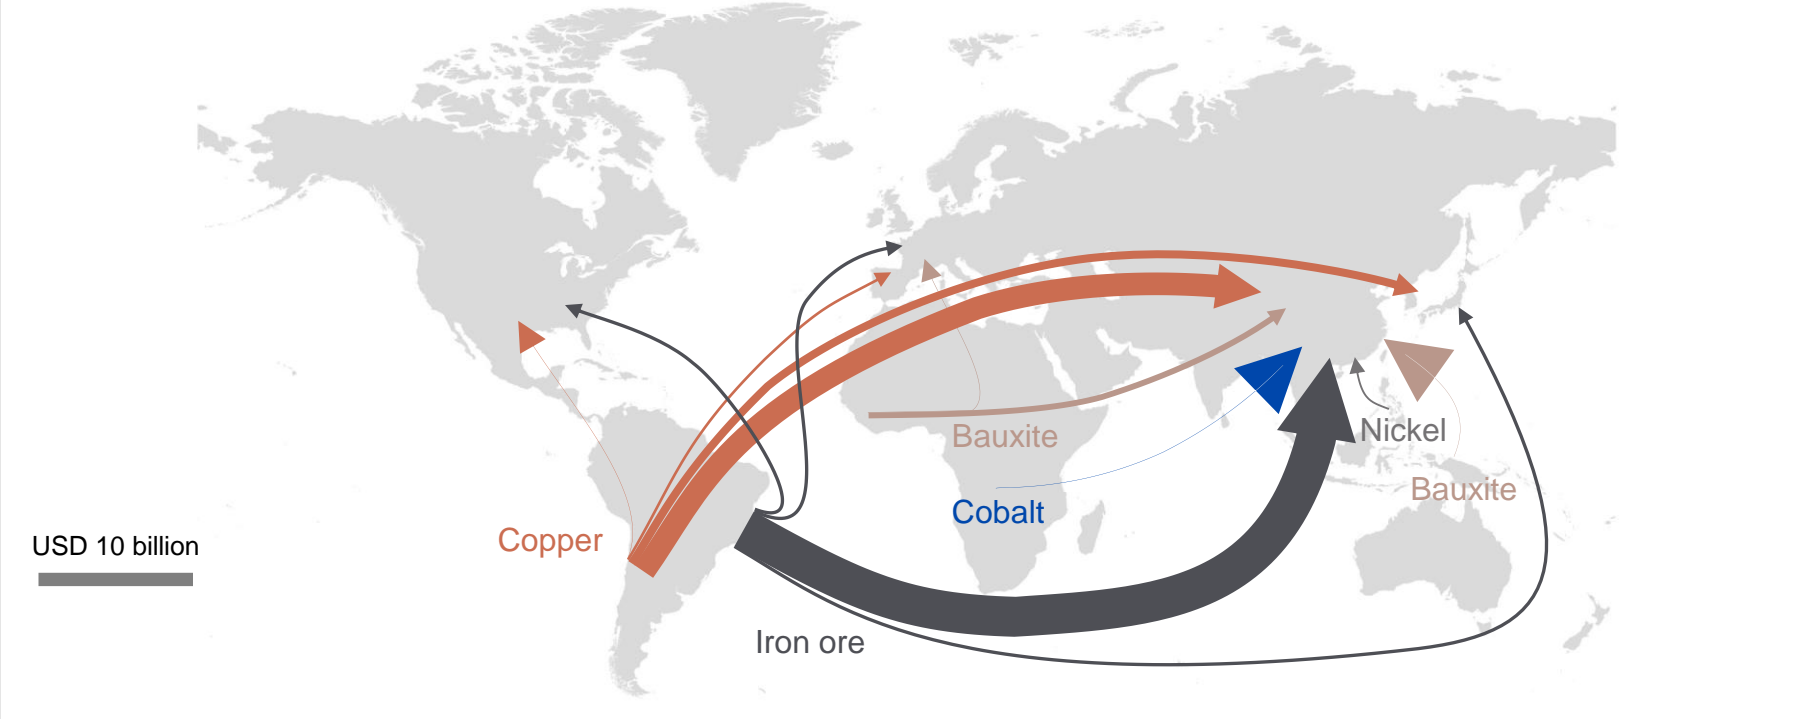 Bauxite
Nickel
Bauxite
Cobalt
Copper
USD 10 billion
Iron ore